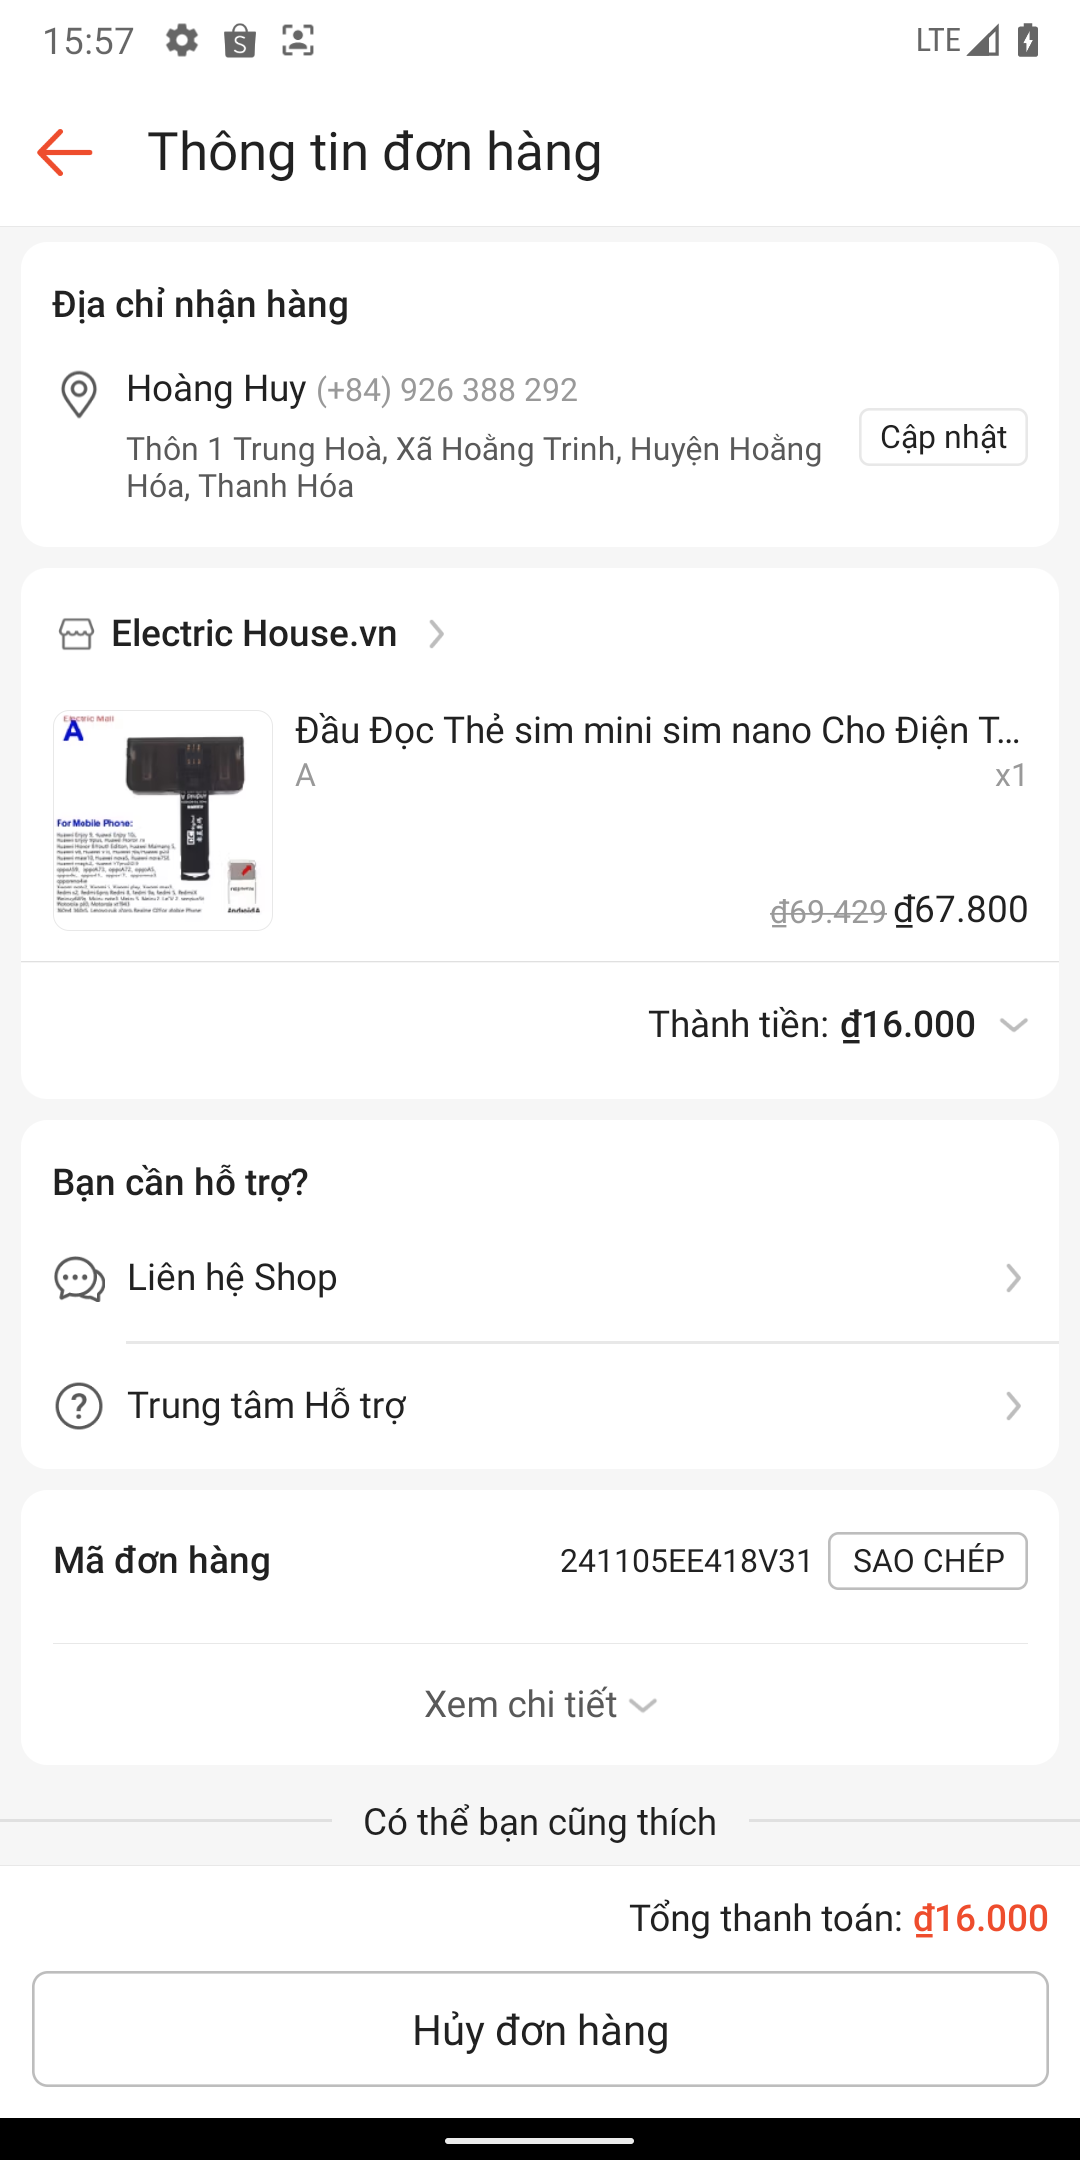 15:57
LTE
Thông tin đơn hàng
Địa chỉ nhận hàng
Hoàng Huy (+84) 926 388 292
Thôn 1 Trung Hoà, Xã Hoằng Trinh, Huyện Hoằng
Hóa, Thanh Hóa
Cập nhật
Electric House.vn
Electric Mall
A
For Mobile Phone:
Đầu Đọc Thẻ sim mini sim nano Cho Điện T...
A
x1
₫69.429 ₫67.800
Thành tiền: ₫16.000
Bạn cần hỗ trợ?
Liên hệ Shop
Trung tâm Hỗ trợ
Mã đơn hàng
241105EE418V31
SAO CHÉP
Xem chi tiết
Có thể bạn cũng thích
Tổng thanh toán: ₫16.000
Hủy đơn hàng